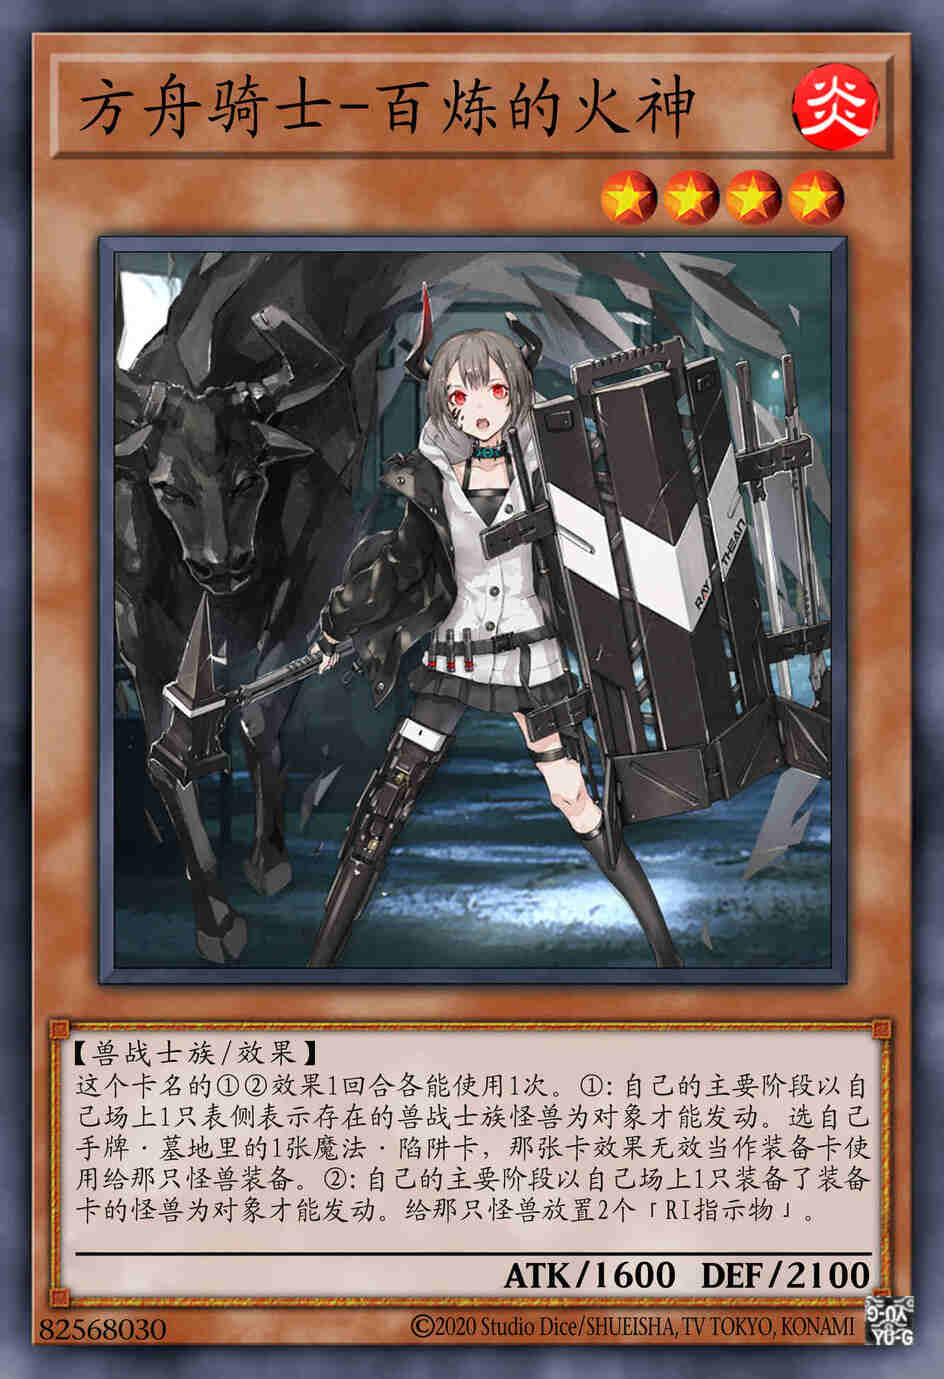 方舟骑士-百炼的火神
炎
RAY THEAN
【兽战士族/效果】
这个卡名的①②效果1回合各能使用1次。①:自己的主要阶段以自
己场上1只表侧表示存在的兽战士族怪兽为对象才能发动。选自己
手牌·墓地里的1张魔法·陷阱卡,那张卡效果无效当作装备卡使
用给那只怪兽装备。②:自己的主要阶段以自己场上1只装备了装备
卡的怪兽为对象才能发动。给那只怪兽放置2个「RI指示物」。
ATK/1600 DEF/2100
82568030 ©2020 Studio Dice/SHUEISHA, TV TOKYO, KONAMI
YU-G